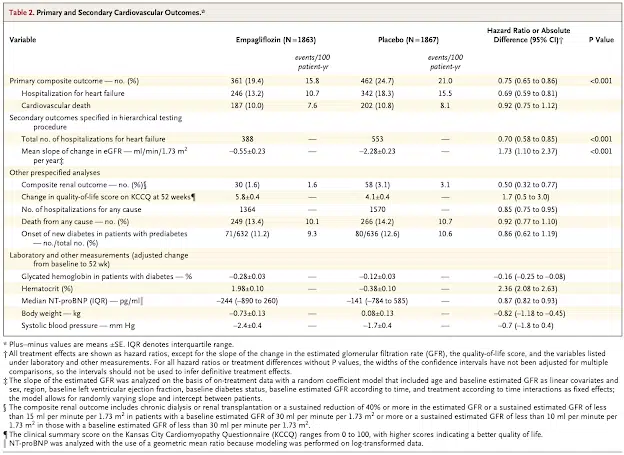 Table 2. Primary and Secondary Cardiovascular Outcomes.*
Variable Empagliflozin (N=1863) Placebo (N=1867) Hazard Ratio or Absolute Difference (95% CI)† P Value
events/100 patient-yr events/100 patient-yr
Primary composite outcome — no. (%) 361 (19.4) 15.8 462 (24.7) 21.0 0.75 (0.65 to 0.86) <0.001
Hospitalization for heart failure 246 (13.2) 10.7 342 (18.3) 15.5 0.69 (0.59 to 0.81)
Cardiovascular death 187 (10.0) 7.6 202 (10.8) 8.1 0.92 (0.75 to 1.12)
Secondary outcomes specified in hierarchical testing
procedure
Total no. of hospitalizations for heart failure 388 — 553 — 0.70 (0.58 to 0.85) <0.001
Mean slope of change in eGFR — ml/min/1.73 m² –0.55±0.23 — –2.28±0.23 — 1.73 (1.10 to 2.37) <0.001
per year‡
Other prespecified analyses
Composite renal outcome — no. (%)§ 30 (1.6) 1.6 58 (3.1) 3.1 0.50 (0.32 to 0.77)
Change in quality-of-life score on KCCQ at 52 weeks¶ 5.8±0.4 — 4.1±0.4 — 1.7 (0.5 to 3.0)
No. of hospitalizations for any cause 1364 — 1570 — 0.85 (0.75 to 0.95)
Death from any cause — no. (%) 249 (13.4) 10.1 266 (14.2) 10.7 0.92 (0.77 to 1.10)
Onset of new diabetes in patients with prediabetes 71/632 (11.2) 9.3 80/636 (12.6) 10.6 0.86 (0.62 to 1.19)
— no./total no. (%)
Laboratory and other measurements (adjusted change
from baseline to 52 wk)
Glycated hemoglobin in patients with diabetes — % –0.28±0.03 — –0.12±0.03 — –0.16 (–0.25 to –0.08)
Hematocrit (%) 1.98±0.10 — –0.38±0.10 — 2.36 (2.08 to 2.63)
Median NT-proBNP (IQR) — pg/ml‖ –244 (–890 to 260) — –141 (–784 to 585) — 0.87 (0.82 to 0.93)
Body weight — kg –0.73±0.13 — 0.08±0.13 — –0.82 (–1.18 to –0.45)
Systolic blood pressure — mm Hg –2.4±0.4 — –1.7±0.4 — –0.7 (–1.8 to 0.4)
* Plus–minus values are means ±SE. IQR denotes interquartile range.
† All treatment effects are shown as hazard ratios, except for the slope of the change in the estimated glomerular filtration rate (GFR), the quality-of-life score, and the variables listed
under laboratory and other measurements. For all hazard ratios or treatment differences without P values, the widths of the confidence intervals have not been adjusted for multiple
comparisons, so the intervals should not be used to infer definitive treatment effects.
‡ The slope of the estimated GFR was analyzed on the basis of on-treatment data with a random coefficient model that included age and baseline estimated GFR as linear covariates and
sex, region, baseline left ventricular ejection fraction, baseline diabetes status, baseline estimated GFR according to time, and treatment according to time interactions as fixed effects;
the model allows for randomly varying slope and intercept between patients.
§ The composite renal outcome includes chronic dialysis or renal transplantation or a sustained reduction of 40% or more in the estimated GFR or a sustained estimated GFR of less
than 15 ml per minute per 1.73 m² in patients with a baseline estimated GFR of 30 ml per minute per 1.73 m² or more or a sustained estimated GFR of less than 10 ml per minute per
1.73 m² in those with a baseline estimated GFR of less than 30 ml per minute per 1.73 m².
¶ The clinical summary score on the Kansas City Cardiomyopathy Questionnaire (KCCQ) ranges from 0 to 100, with higher scores indicating a better quality of life.
‖ NT-proBNP was analyzed with the use of a geometric mean ratio because modeling was performed on log-transformed data.